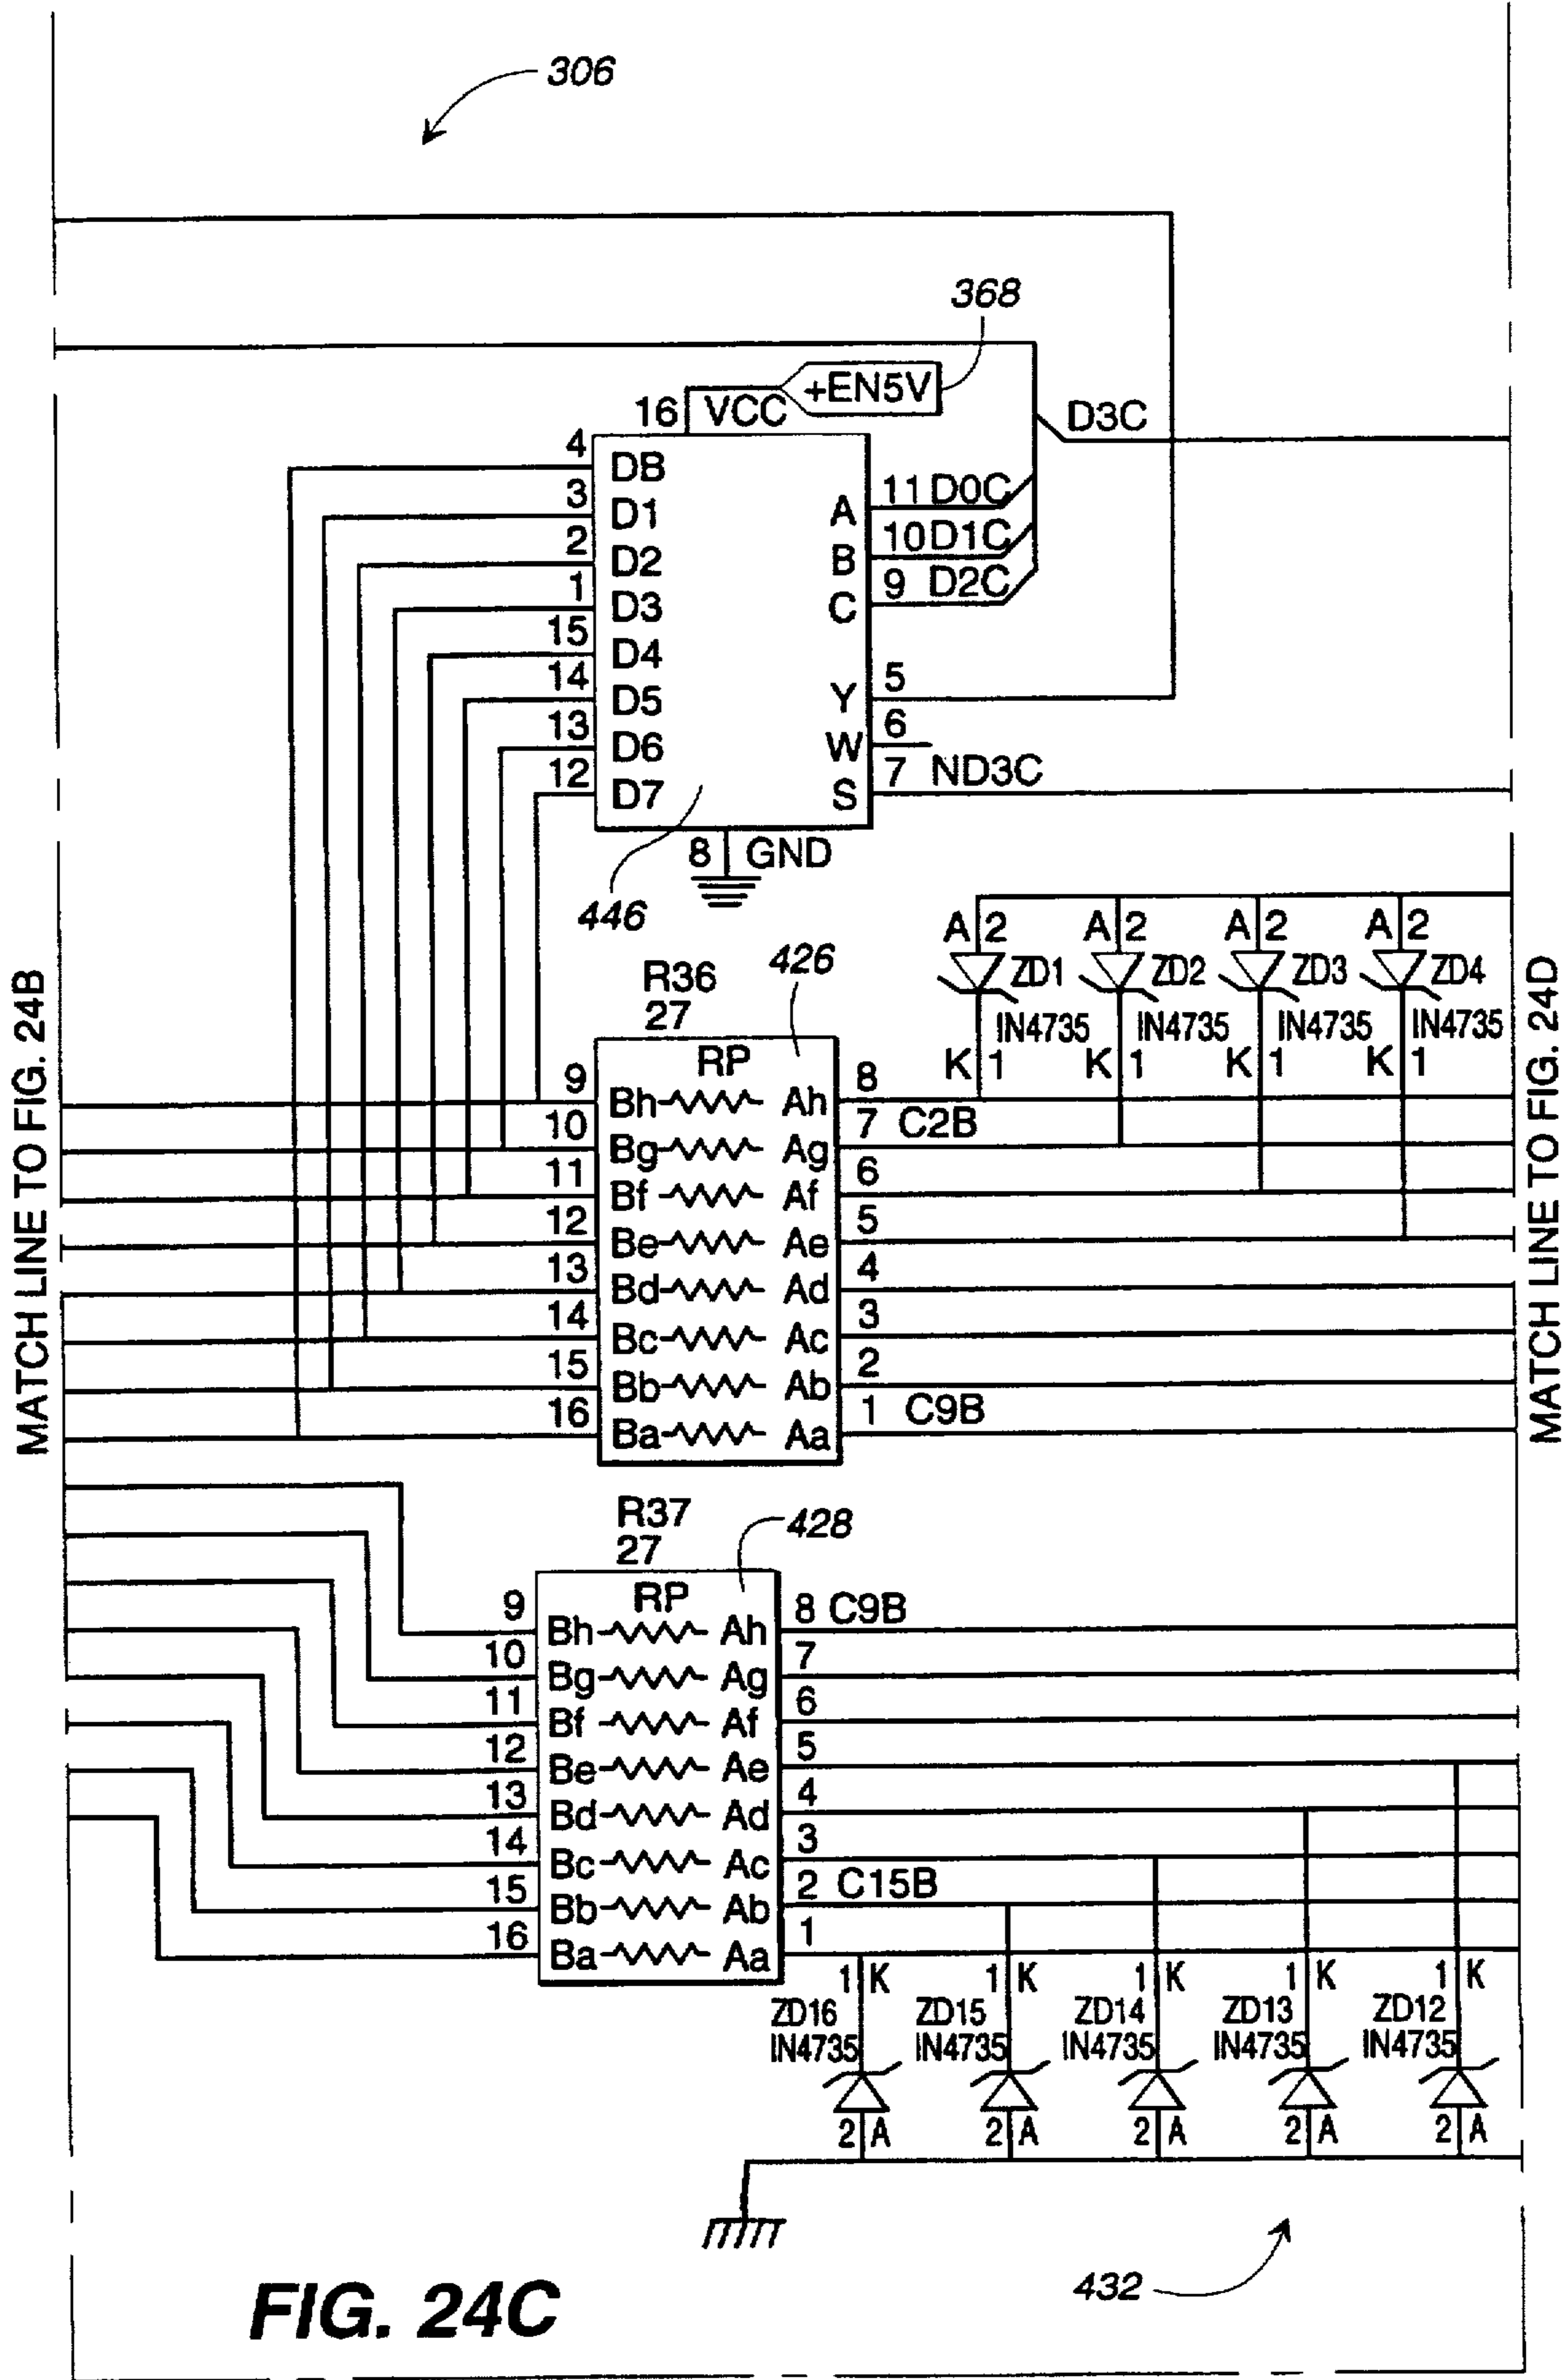 306
368
+EN5V
16 VCC
D3C
4 DB
3 D1
2 D2
1 D3
15 D4
14 D5
13 D6
12 D7
A 11 D0C
B 10 D1C
C 9 D2C
Y 5
W 6
S 7 ND3C
8 GND
446
A 2 A 2 A 2 A 2
ZD1 ZD2 ZD3 ZD4
IN4735 IN4735 IN4735 IN4735
K 1 K 1 K 1 K 1
MATCH LINE TO FIG. 24B
MATCH LINE TO FIG. 24D
R36
27
426
RP
9 Bh Ah 8
10 Bg Ag 7 C2B
11 Bf Af 6
12 Be Ae 5
13 Bd Ad 4
14 Bc Ac 3
15 Bb Ab 2
16 Ba Aa 1 C9B
R37
27
428
RP
9 Bh Ah 8 C9B
10 Bg Ag 7
11 Bf Af 6
12 Be Ae 5
13 Bd Ad 4
14 Bc Ac 3
15 Bb Ab 2 C15B
16 Ba Aa 1
1 K 1 K 1 K 1 K 1 K
ZD16 ZD15 ZD14 ZD13 ZD12
IN4735 IN4735 IN4735 IN4735 IN4735
2 A 2 A 2 A 2 A 2 A
432
FIG. 24C